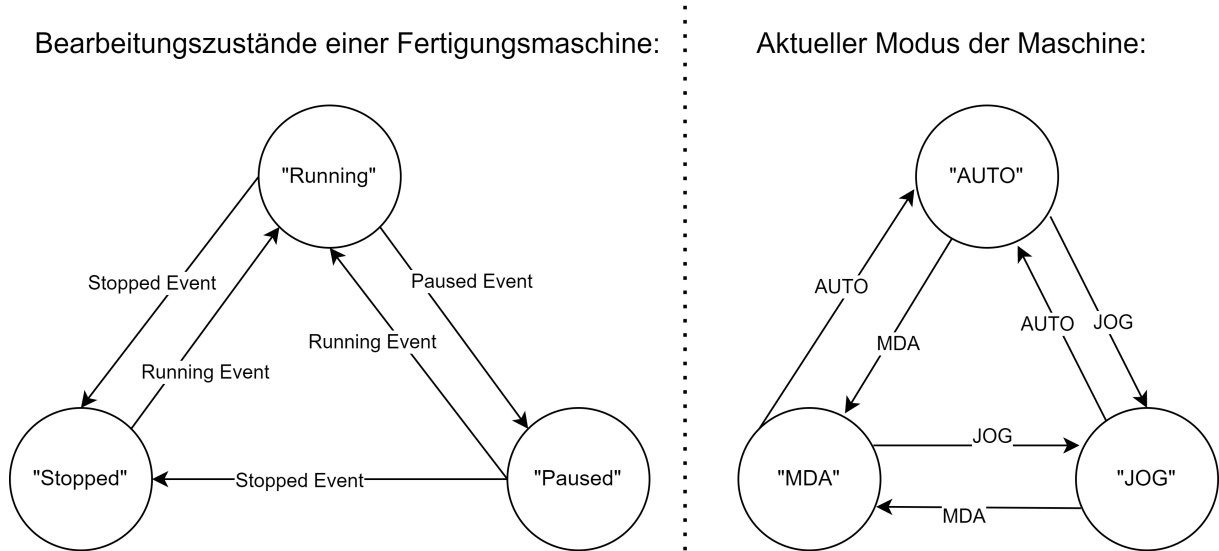 Bearbeitungszustände einer Fertigungsmaschine:
"Running"
Stopped Event
Paused Event
Running Event
Running Event
"Stopped"
Stopped Event
"Paused"
Aktueller Modus der Maschine:
"AUTO"
AUTO
AUTO
JOG
MDA
JOG
"MDA"
"JOG"
MDA